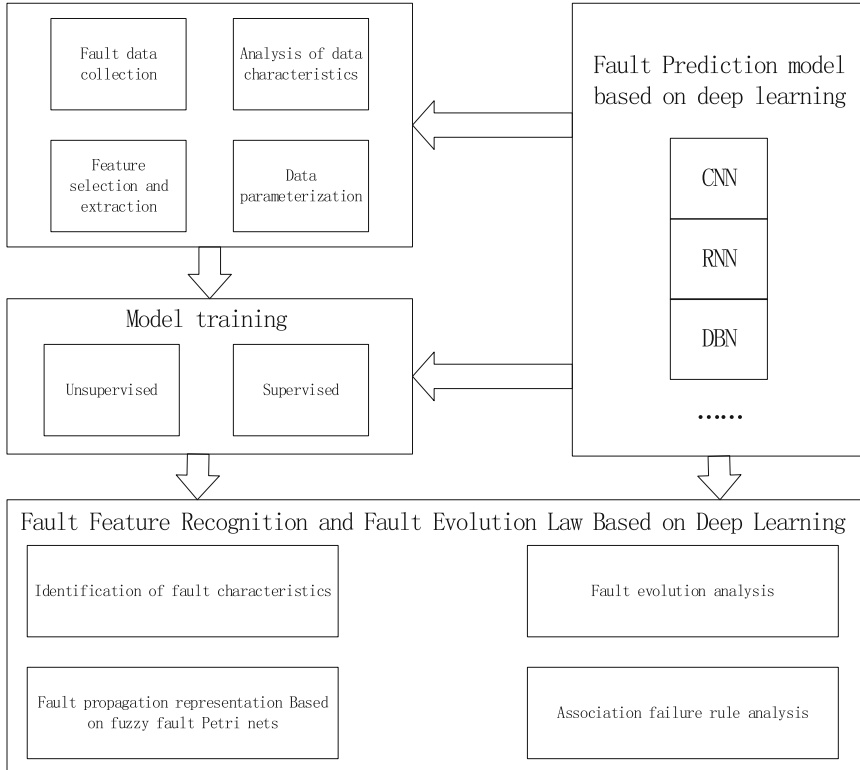 Fault data
collection
Analysis of data
characteristics
Feature
selection and
extraction
Data
parameterization
Fault Prediction model
based on deep learning
CNN
RNN
DBN
……
Model training
Unsupervised
Supervised
Fault Feature Recognition and Fault Evolution Law Based on Deep Learning
Identification of fault characteristics
Fault evolution analysis
Fault propagation representation Based
on fuzzy fault Petri nets
Association failure rule analysis